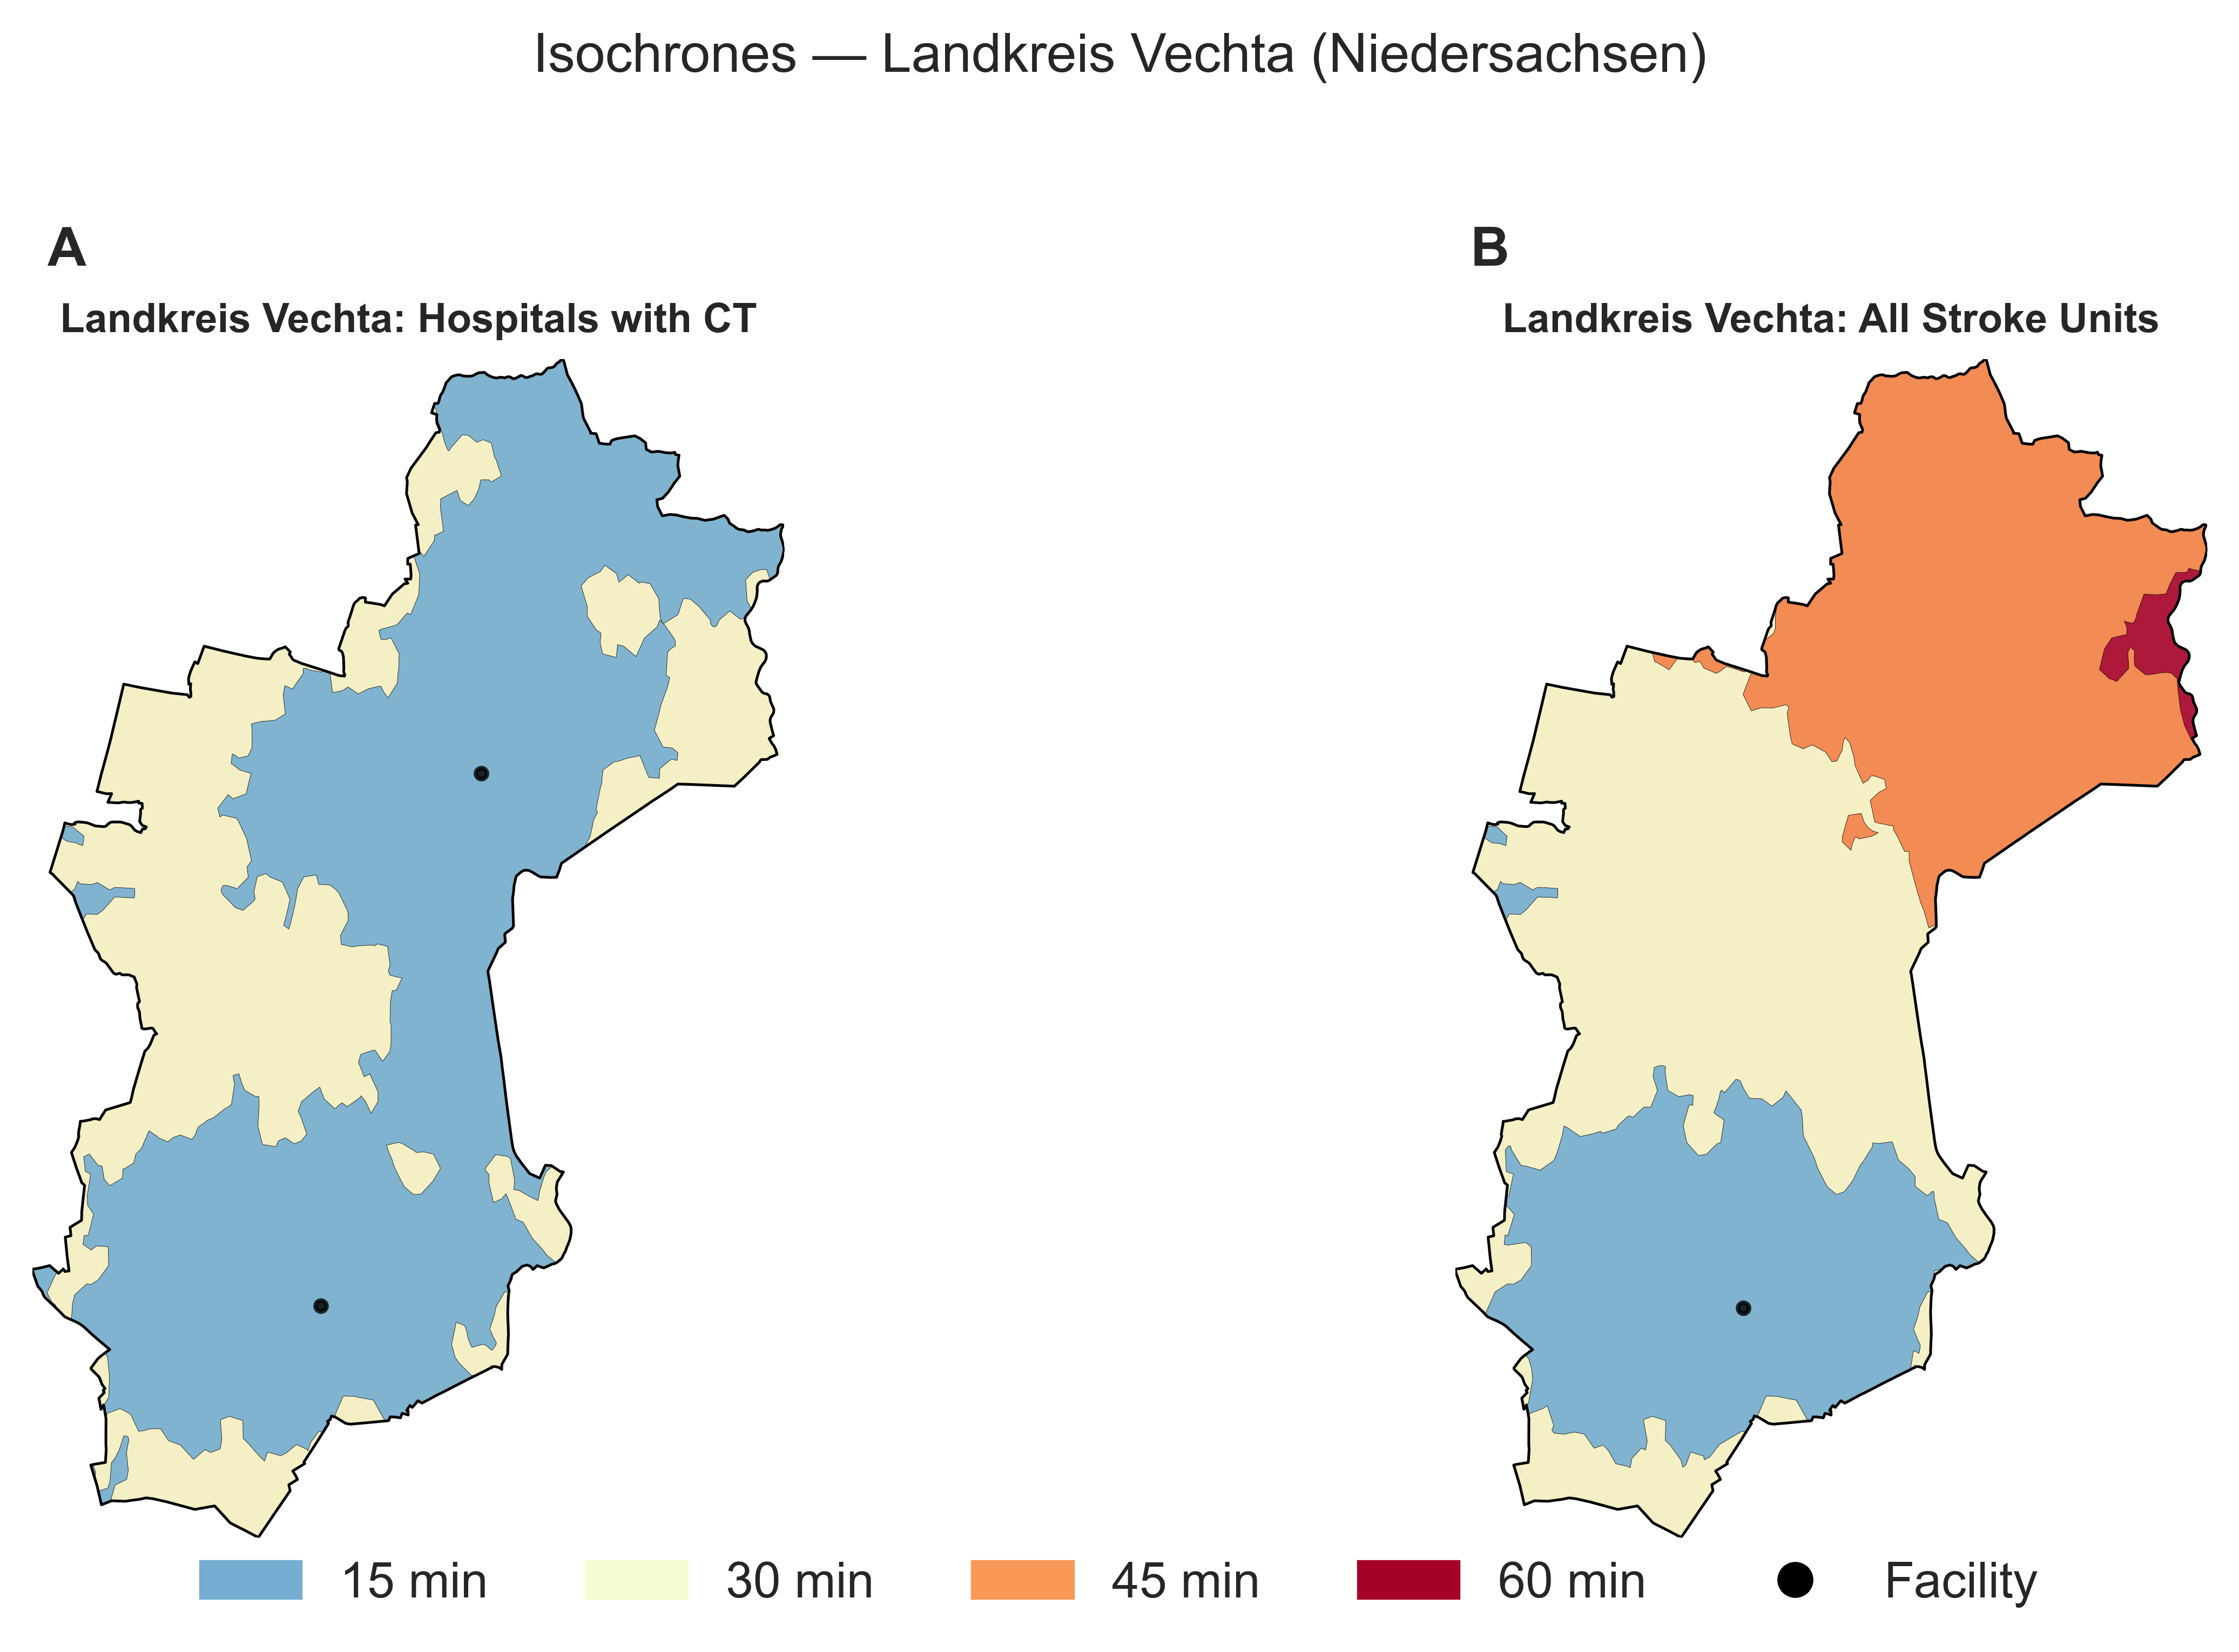 Isochrones — Landkreis Vechta (Niedersachsen)
A
Landkreis Vechta: Hospitals with CT
B
Landkreis Vechta: All Stroke Units
15 min
30 min
45 min
60 min
Facility